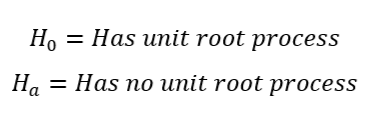 H₀ = Has unit root process
Hₐ = Has no unit root process